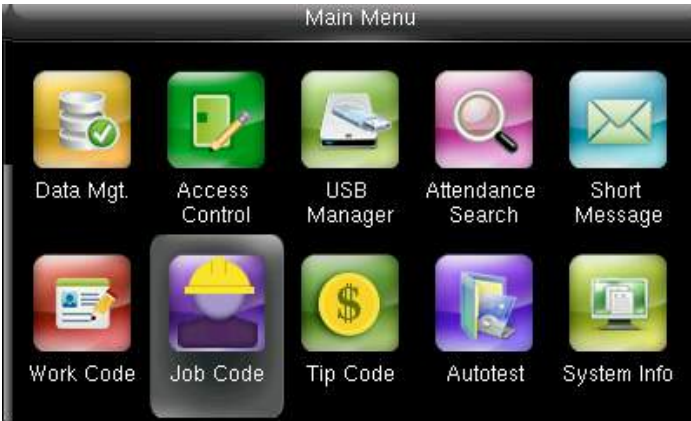 Main Menu
Data Mgt.
Access
Control
USB
Manager
Attendance
Search
Short
Message
Work Code
Job Code
$
Tip Code
Autotest
System Info